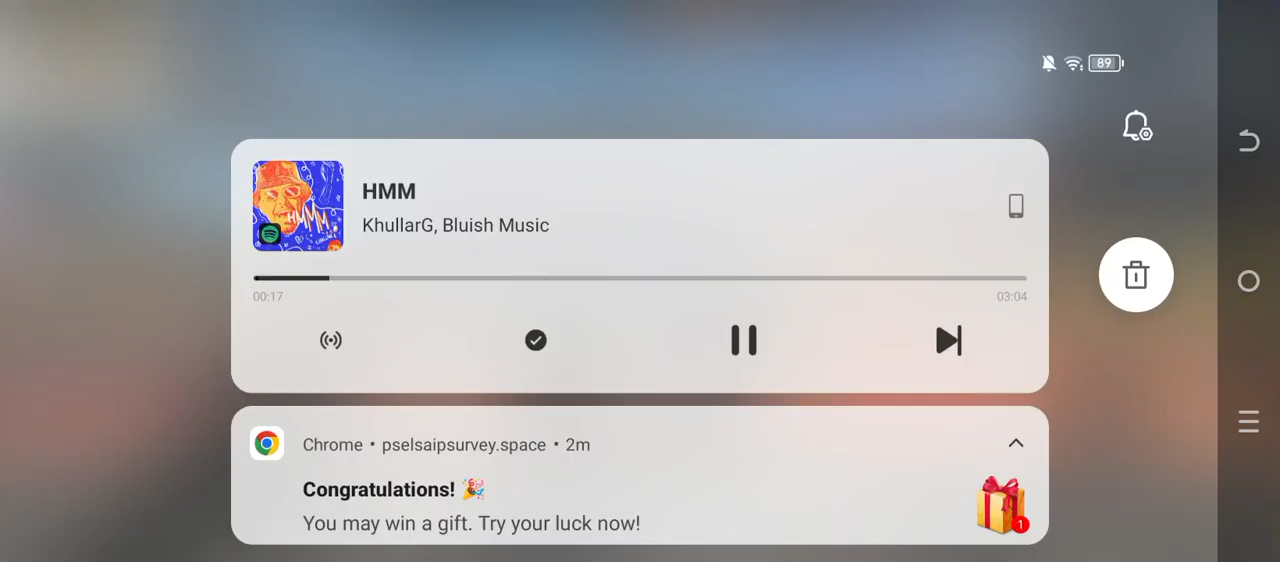 89
HMM
HMM
KhullarG, Bluish Music
00:17
03:04
Chrome • pselsaipsurvey.space • 2m
Congratulations! 🎉
You may win a gift. Try your luck now!
1